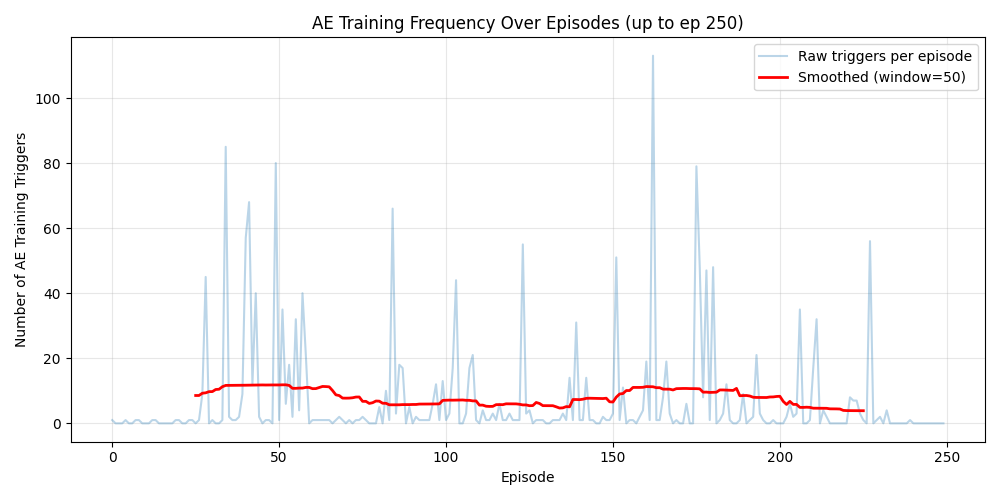 AE Training Frequency Over Episodes (up to ep 250)
Raw triggers per episode
Smoothed (window=50)
Number of AE Training Triggers
100
80
60
40
20
0
0 50 100 150 200 250
Episode